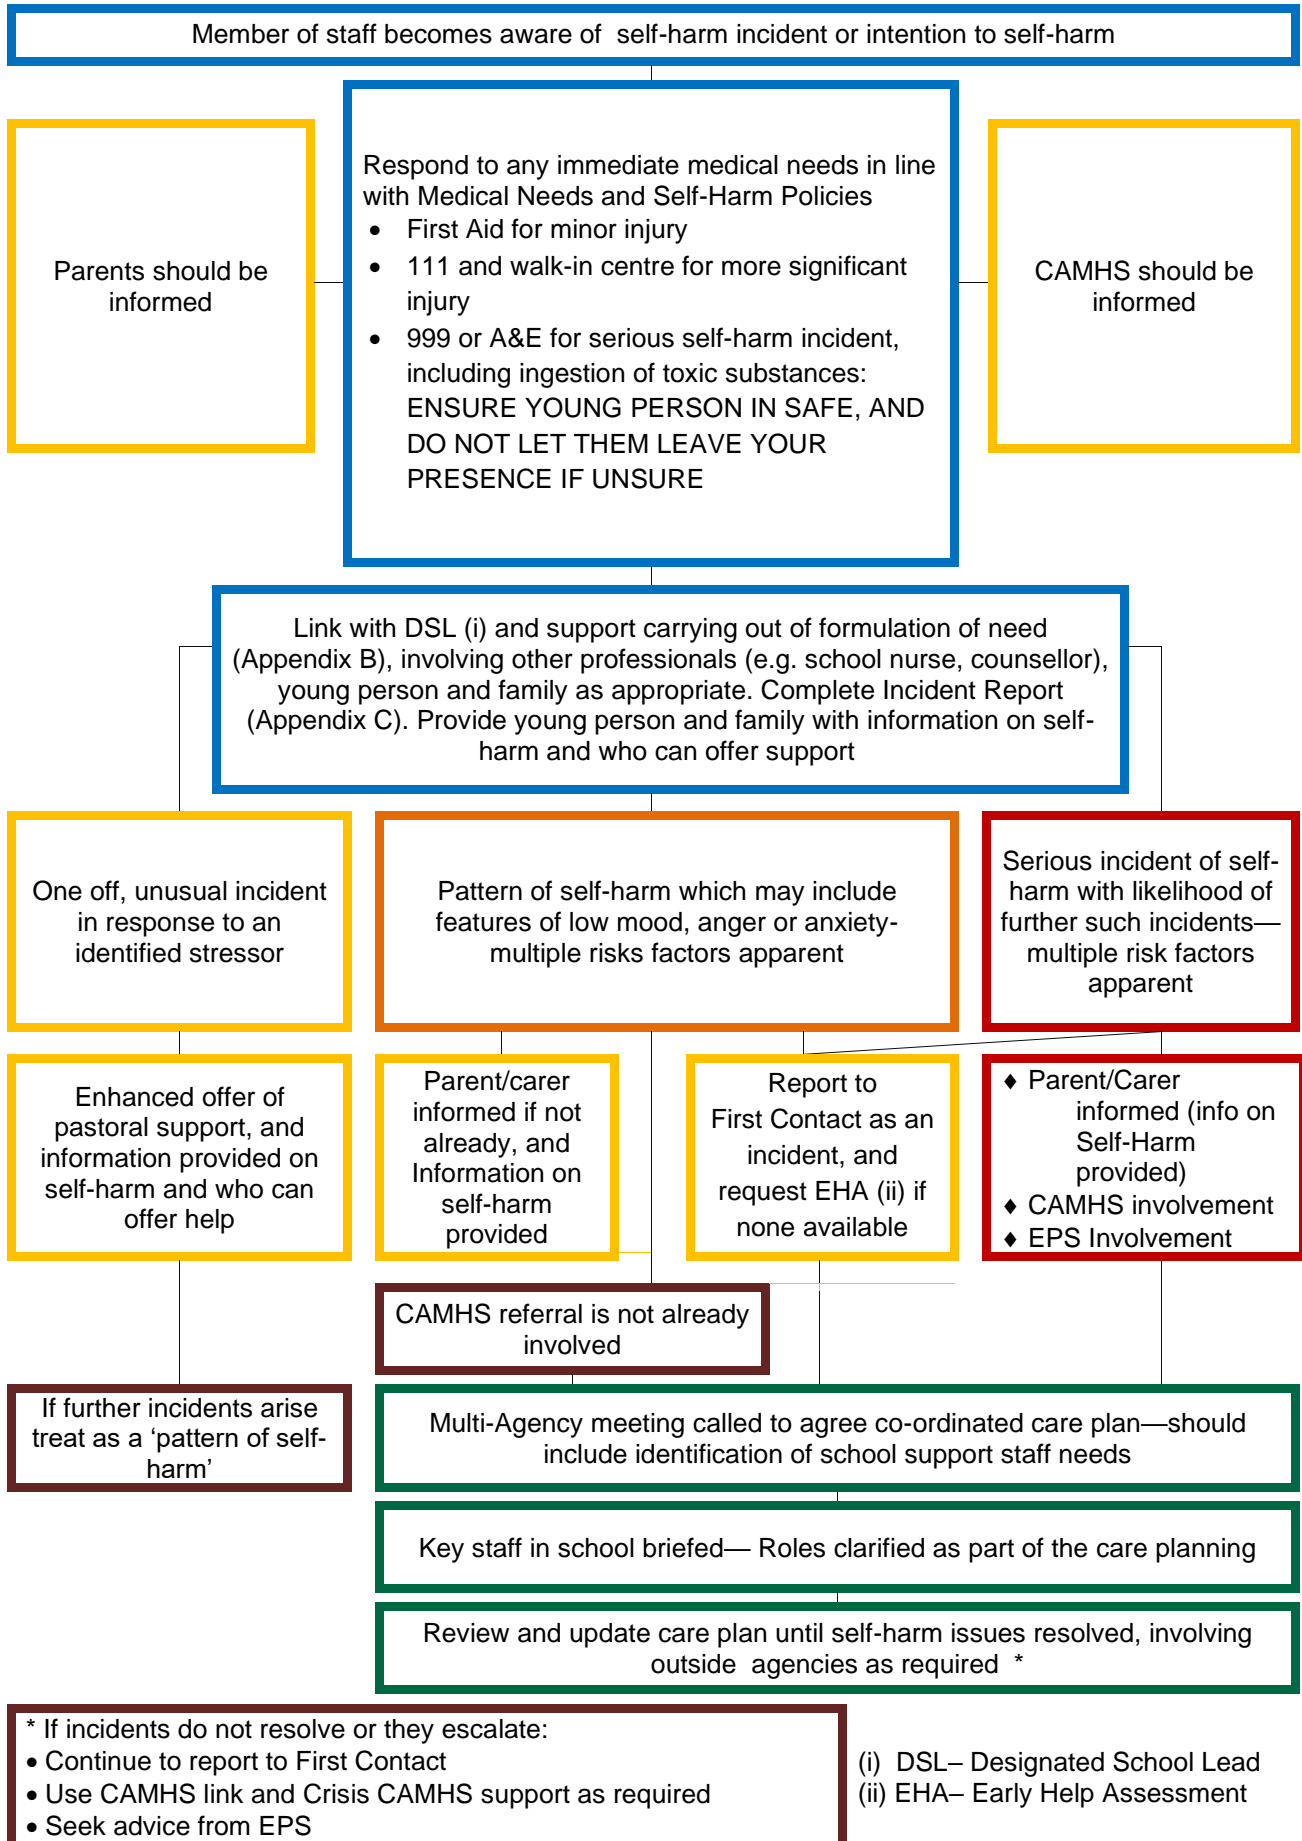 Member of staff becomes aware of  self-harm incident or intention to self-harm
Parents should be
informed
Respond to any immediate medical needs in line
with Medical Needs and Self-Harm Policies
• First Aid for minor injury
• 111 and walk-in centre for more significant
injury
• 999 or A&E for serious self-harm incident,
including ingestion of toxic substances:
ENSURE YOUNG PERSON IN SAFE, AND
DO NOT LET THEM LEAVE YOUR
PRESENCE IF UNSURE
CAMHS should be
informed
Link with DSL (i) and support carrying out of formulation of need
(Appendix B), involving other professionals (e.g. school nurse, counsellor),
young person and family as appropriate. Complete Incident Report
(Appendix C). Provide young person and family with information on self-
harm and who can offer support
One off, unusual incident
in response to an
identified stressor
Pattern of self-harm which may include
features of low mood, anger or anxiety-
multiple risks factors apparent
Serious incident of self-
harm with likelihood of
further such incidents—
multiple risk factors
apparent
Enhanced offer of
pastoral support, and
information provided on
self-harm and who can
offer help
Parent/carer
informed if not
already, and
Information on
self-harm
provided
Report to
First Contact as an
incident, and
request EHA (ii) if
none available
♦ Parent/Carer
informed (info on
Self-Harm
provided)
♦ CAMHS involvement
♦ EPS Involvement
CAMHS referral is not already
involved
If further incidents arise
treat as a ‘pattern of self-
harm’
Multi-Agency meeting called to agree co-ordinated care plan—should
include identification of school support staff needs
Key staff in school briefed— Roles clarified as part of the care planning
Review and update care plan until self-harm issues resolved, involving
outside  agencies as required  *
* If incidents do not resolve or they escalate:
• Continue to report to First Contact
• Use CAMHS link and Crisis CAMHS support as required
• Seek advice from EPS
(i)  DSL– Designated School Lead
(ii) EHA– Early Help Assessment